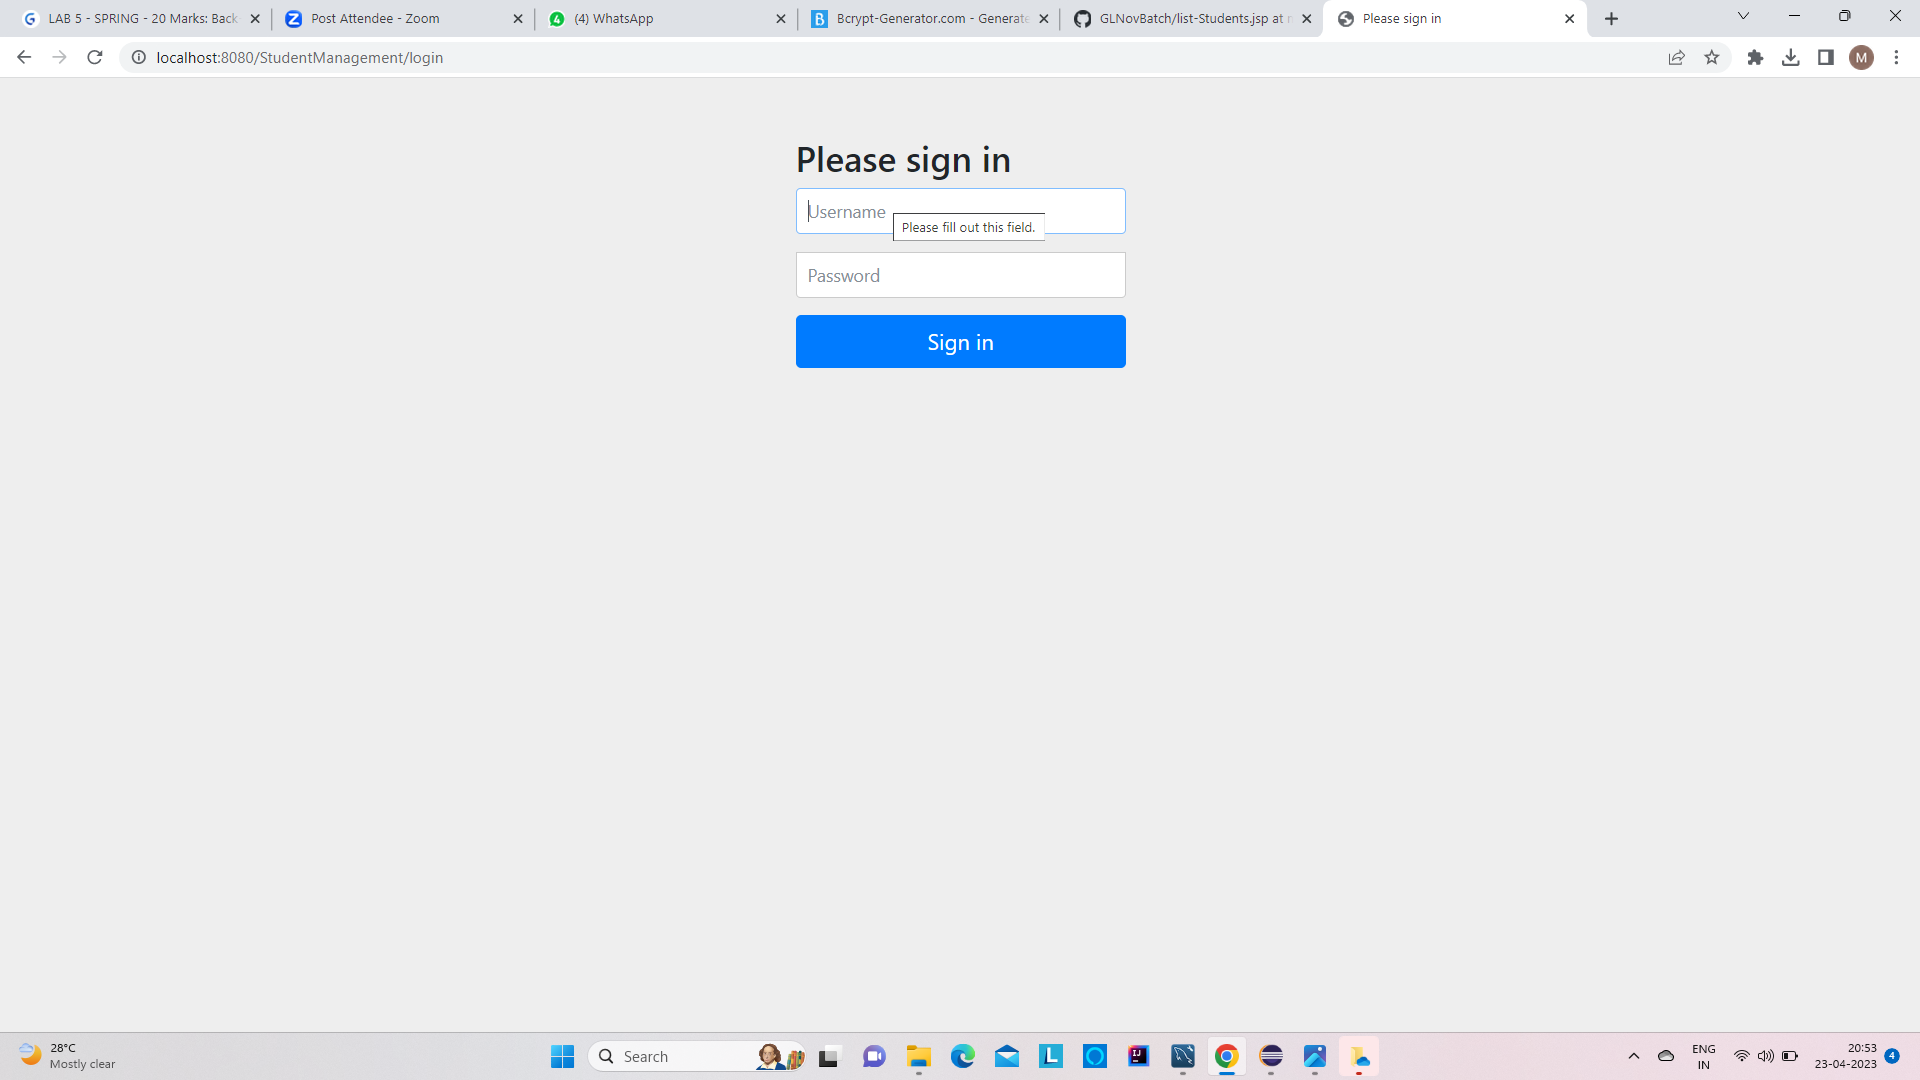 LAB 5 - SPRING - 20 Marks: Back
Post Attendee - Zoom
(4) WhatsApp
Bcrypt-Generator.com - Generate
GLNovBatch/list-Students.jsp at
Please sign in
localhost:8080/StudentManagement/login
M
Please sign in
Username
Please fill out this field.
Password
Sign in
28°C
Mostly clear
Search
ENG
IN
20:53
23-04-2023
4